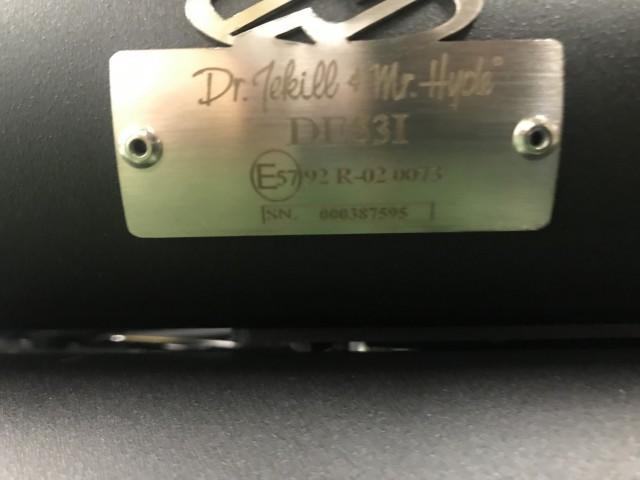 Dr. Jekill & Mr. Hyde®
E57 92 R-02 0073
SN. 000387595